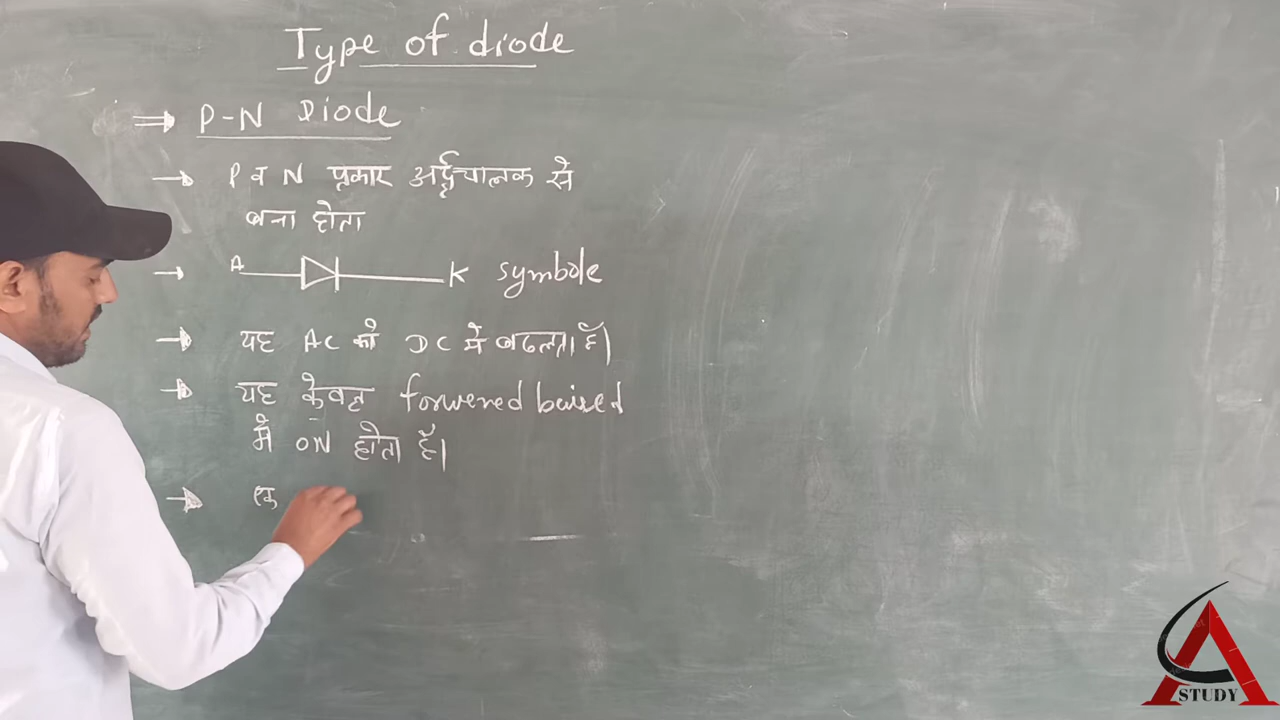 Type of diode
⇒ P-N Diode
→ P व N प्रकार अर्द्धचालक से
बना होता
→ A K symbole
→ यह AC को DC में बदलता है।
→ यह केवल forwered baised
में ON होता है।
→ एक
STUDY